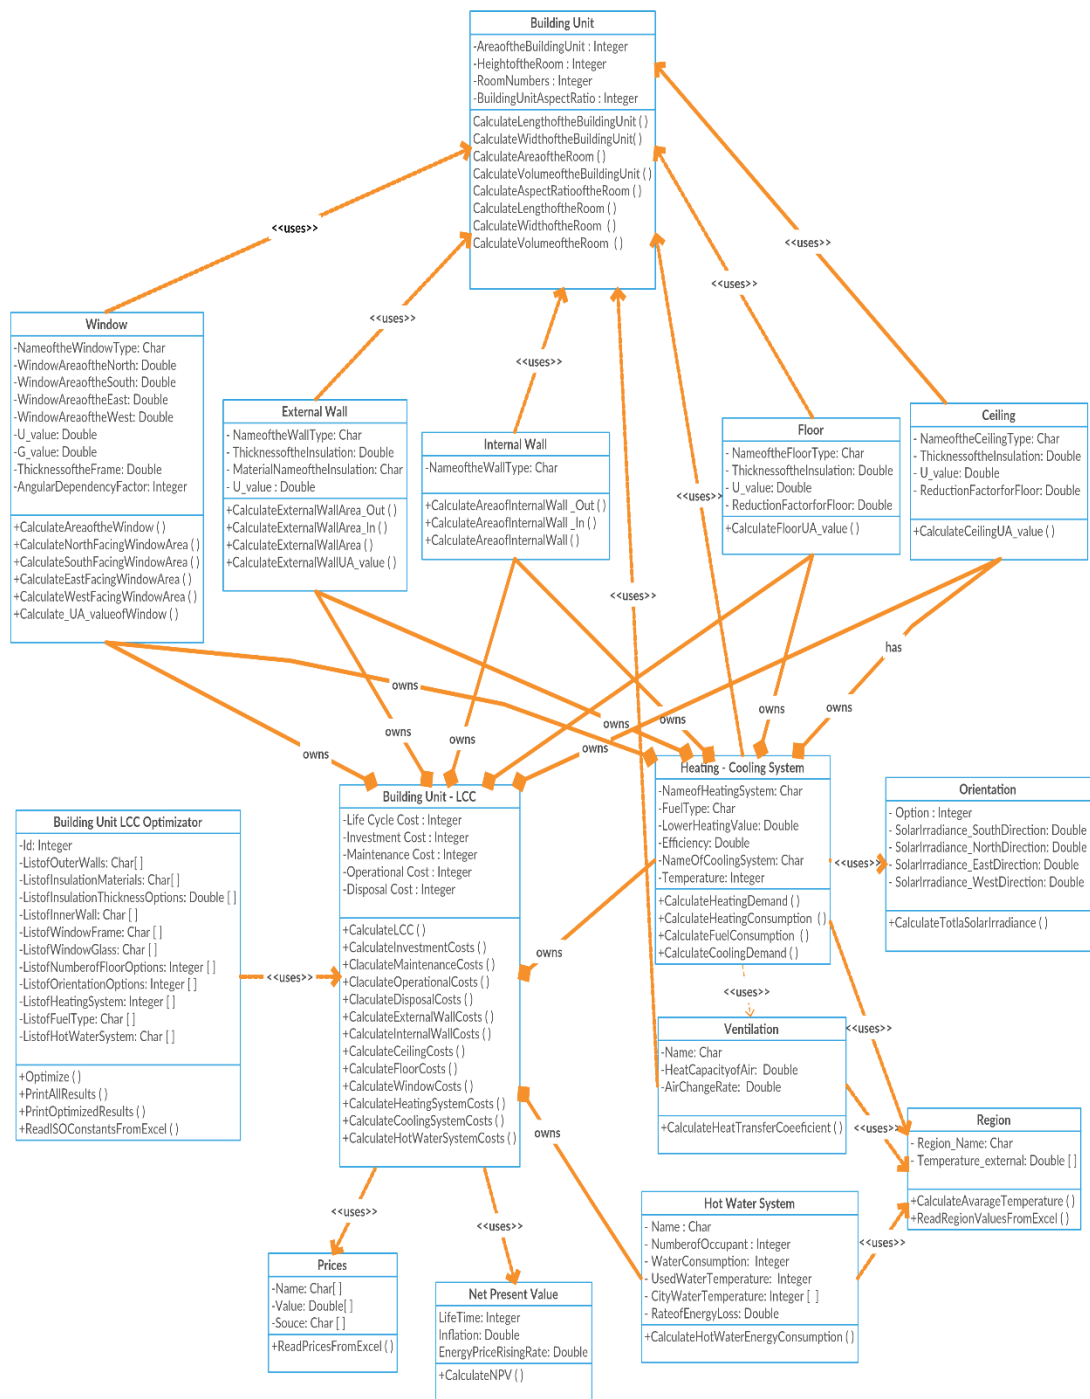 Building Unit
-AreaoftheBuildingUnit : Integer
-HeightoftheRoom : Integer
-RoomNumbers : Integer
-BuildingUnitAspectRatio : Integer
CalculateLengthoftheBuildingUnit ( )
CalculateWidthoftheBuildingUnit( )
CalculateAreaoftheRoom ( )
CalculateVolumeoftheBuildingUnit ( )
CalculateAspectRatiooftheRoom ( )
CalculateLengthoftheRoom ( )
CalculateWidthoftheRoom ( )
CalculateVolumeoftheRoom ( )
<<uses>>
<<uses>>
<<uses>>
<<uses>>
<<uses>>
<<uses>>
<<uses>>
Window
-NameoftheWindowType: Char
-WindowAreaoftheNorth: Double
-WindowAreaoftheSouth: Double
-WindowAreaoftheEast: Double
-WindowAreaoftheWest: Double
-U_value: Double
-G_value: Double
-ThicknessoftheFrame: Double
-AngularDependencyFactor: Integer
+CalculateAreaoftheWindow ( )
+CalculateNorthFacingWindowArea ( )
+CalculateSouthFacingWindowArea ( )
+CalculateEastFacingWindowArea ( )
+CalculateWestFacingWindowArea ( )
+Calculate_UA_valueofWindow ( )
External Wall
- NameoftheWallType: Char
- ThicknessoftheInsulation: Double
- MaterialNameoftheInsulation: Char
- U_value : Double
+CalculateExternalWallArea_Out ( )
+CalculateExternalWallArea_In ( )
+CalculateExternalWallArea ( )
+CalculateExternalWallUA_value ( )
Internal Wall
-NameoftheWallType: Char
+CalculateAreaofInternalWall _Out ( )
+CalculateAreaofInternalWall _In ( )
+CalculateAreaofInternalWall ( )
Floor
- NameoftheFloorType: Char
- ThicknessoftheInsulation: Double
- U_value: Double
- ReductionFactorforFloor: Double
+CalculateFloorUA_value ( )
Ceiling
- NameoftheCeilingType: Char
- ThicknessoftheInsulation: Double
- U_value: Double
- ReductionFactorforFloor: Double
+CalculateCeilingUA_value ( )
owns
owns
owns
owns
owns
owns
owns
owns
has
owns
owns
Building Unit LCC Optimizator
-Id: Integer
-ListofOuterWalls: Char[ ]
-ListofInsulationMaterials: Char[ ]
-ListofInsulationThicknessOptions: Double [ ]
-ListofInnerWall: Char [ ]
-ListofWindowFrame: Char [ ]
-ListofWindowGlass: Char [ ]
-ListofNumberofFloorOptions: Integer [ ]
-ListofOrientationOptions: Integer [ ]
-ListofHeatingSystem: Integer [ ]
-ListofFuelType: Char [ ]
-ListofHotWaterSystem: Char [ ]
+Optimize ( )
+PrintAllResults ( )
+PrintOptimizedResults ( )
+ReadISOConstantsFromExcel ( )
<<uses>>
Building Unit - LCC
-Life Cycle Cost : Integer
-Investment Cost : Integer
-Maintenance Cost : Integer
-Operational Cost : Integer
-Disposal Cost : Integer
+CalculateLCC ( )
+CalculateInvestmentCosts ( )
+ClaculateMaintenanceCosts ( )
+ClaculateOperationalCosts ( )
+ClaculateDisposalCosts ( )
+CalculateExternalWallCosts ( )
+CalculateInternalWallCosts ( )
+CalculateCeilingCosts ( )
+CalculateFloorCosts ( )
+CalculateWindowCosts ( )
+CalculateHeatingSystemCosts ( )
+CalculateCoolingSystemCosts ( )
+CalculateHotWaterSystemCosts ( )
owns
owns
Heating - Cooling System
-NameofHeatingSystem: Char
-FuelType: Char
-LowerHeatingValue: Double
-Efficiency: Double
-NameOfCoolingSystem: Char
-Temperature: Integer
+CalculateHeatingDemand ( )
+CalculateHeatingConsumption ( )
+CalculateFuelConsumption ( )
+CalculateCoolingDemand ( )
<<uses>>
Orientation
- Option : Integer
- SolarIrradiance_SouthDirection: Double
- SolarIrradiance_NorthDirection: Double
- SolarIrradiance_EastDirection: Double
- SolarIrradiance_WestDirection: Double
+CalculateTotlaSolarIrradiance ( )
<<uses>>
<<uses>>
Ventilation
-Name: Char
-HeatCapacityofAir: Double
-AirChangeRate: Double
+CalculateHeatTransferCoeeficient ( )
<<uses>>
Region
- Region_Name: Char
- Temperature_external: Double [ ]
+CalculateAvarageTemperature ( )
+ReadRegionValuesFromExcel ( )
<<uses>>
Hot Water System
- Name : Char
- NumberofOccupant : Integer
- WaterConsumption: Integer
- UsedWaterTemperature: Integer
- CityWaterTemperature: Integer [ ]
- RateofEnergyLoss: Double
+CalculateHotWaterEnergyConsumption ( )
<<uses>>
<<uses>>
Prices
-Name: Char[ ]
-Value: Double[ ]
-Souce: Char [ ]
+ReadPricesFromExcel ( )
Net Present Value
LifeTime: Integer
Inflation: Double
EnergyPriceRisingRate: Double
+CalculateNPV ( )